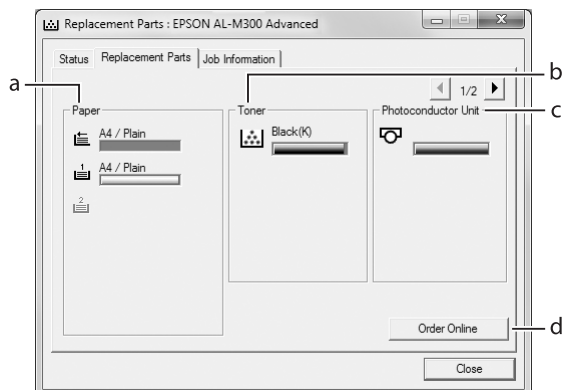 Replacement Parts : EPSON AL-M300 Advanced
Status Replacement Parts Job Information
a b
1/2
Paper Toner Photoconductor Unit c
A4 / Plain Black(K)
1 A4 / Plain
2
Order Online d
Close